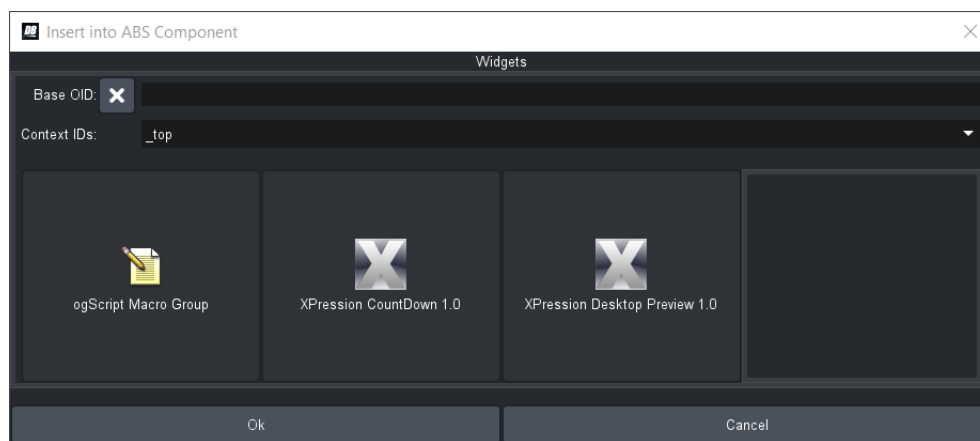 Insert into ABS Component
Widgets
Base OID:
Context IDs: _top
ogScript Macro Group
XPression CountDown 1.0
XPression Desktop Preview 1.0
Ok
Cancel